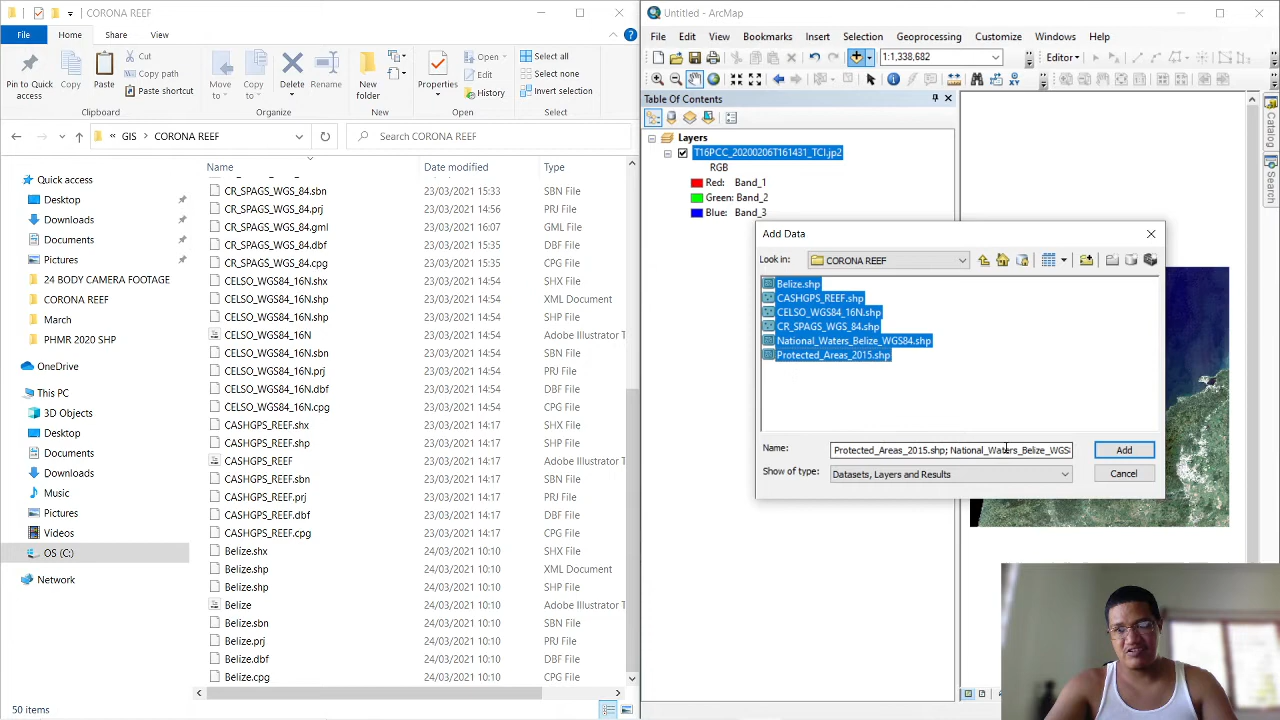 CORONA REEF
File
Home
Share
View
Pin to Quick access
Copy
Paste
Cut
Copy path
Paste shortcut
Clipboard
Move to
Copy to
Delete
Rename
Organize
New folder
New
Properties
Open
Edit
History
Open
Select all
Select none
Invert selection
Select
GIS
CORONA REEF
Search CORONA REEF
Name
Date modified
Type
Quick access
Desktop
Downloads
Documents
Pictures
24 BODY CAMERA FOOTAGE
CORONA REEF
March
PHMR 2020 SHP
OneDrive
This PC
3D Objects
Desktop
Documents
Downloads
Music
Pictures
Videos
OS (C:)
Network
CR_SPAGS_WGS_84.sbn 23/03/2021 15:33 SBN File
CR_SPAGS_WGS_84.prj 23/03/2021 14:56 PRJ File
CR_SPAGS_WGS_84.gml 23/03/2021 16:07 GML File
CR_SPAGS_WGS_84.dbf 23/03/2021 15:35 DBF File
CR_SPAGS_WGS_84.cpg 23/03/2021 14:56 CPG File
CELSO_WGS84_16N.shx 23/03/2021 14:54 SHX File
CELSO_WGS84_16N.shp 23/03/2021 14:54 XML Document
CELSO_WGS84_16N.shp 23/03/2021 14:54 SHP File
CELSO_WGS84_16N 23/03/2021 14:54 Adobe Illustrator T
CELSO_WGS84_16N.sbn 23/03/2021 14:54 SBN File
CELSO_WGS84_16N.prj 23/03/2021 14:54 PRJ File
CELSO_WGS84_16N.dbf 23/03/2021 14:54 DBF File
CELSO_WGS84_16N.cpg 23/03/2021 14:54 CPG File
CASHGPS_REEF.shx 23/03/2021 14:17 SHX File
CASHGPS_REEF.shp 23/03/2021 14:17 SHP File
CASHGPS_REEF 23/03/2021 14:17 Adobe Illustrator T
CASHGPS_REEF.sbn 23/03/2021 14:17 SBN File
CASHGPS_REEF.prj 23/03/2021 14:17 PRJ File
CASHGPS_REEF.dbf 23/03/2021 14:17 DBF File
CASHGPS_REEF.cpg 23/03/2021 14:17 CPG File
Belize.shx 24/03/2021 10:10 SHX File
Belize.shp 24/03/2021 10:10 XML Document
Belize.shp 24/03/2021 10:10 SHP File
Belize 24/03/2021 10:10 Adobe Illustrator T
Belize.sbn 24/03/2021 10:10 SBN File
Belize.prj 24/03/2021 10:10 PRJ File
Belize.dbf 24/03/2021 10:10 DBF File
Belize.cpg 24/03/2021 10:10 CPG File
50 items
Untitled - ArcMap
File Edit View Bookmarks Insert Selection Geoprocessing Customize Windows Help
1:1,338,682
Editor
Table Of Contents
Layers
T16PCC_20200206T161431_TCI.jp2
RGB
Red: Band_1
Green: Band_2
Blue: Band_3
Catalog
Search
Add Data
Look in:
CORONA REEF
Belize.shp
CASHGPS_REEF.shp
CELSO_WGS84_16N.shp
CR_SPAGS_WGS_84.shp
National_Waters_Belize_WGS84.shp
Protected_Areas_2015.shp
Name:
Protected_Areas_2015.shp; National_Waters_Belize_WGS
Add
Show of type:
Datasets, Layers and Results
Cancel